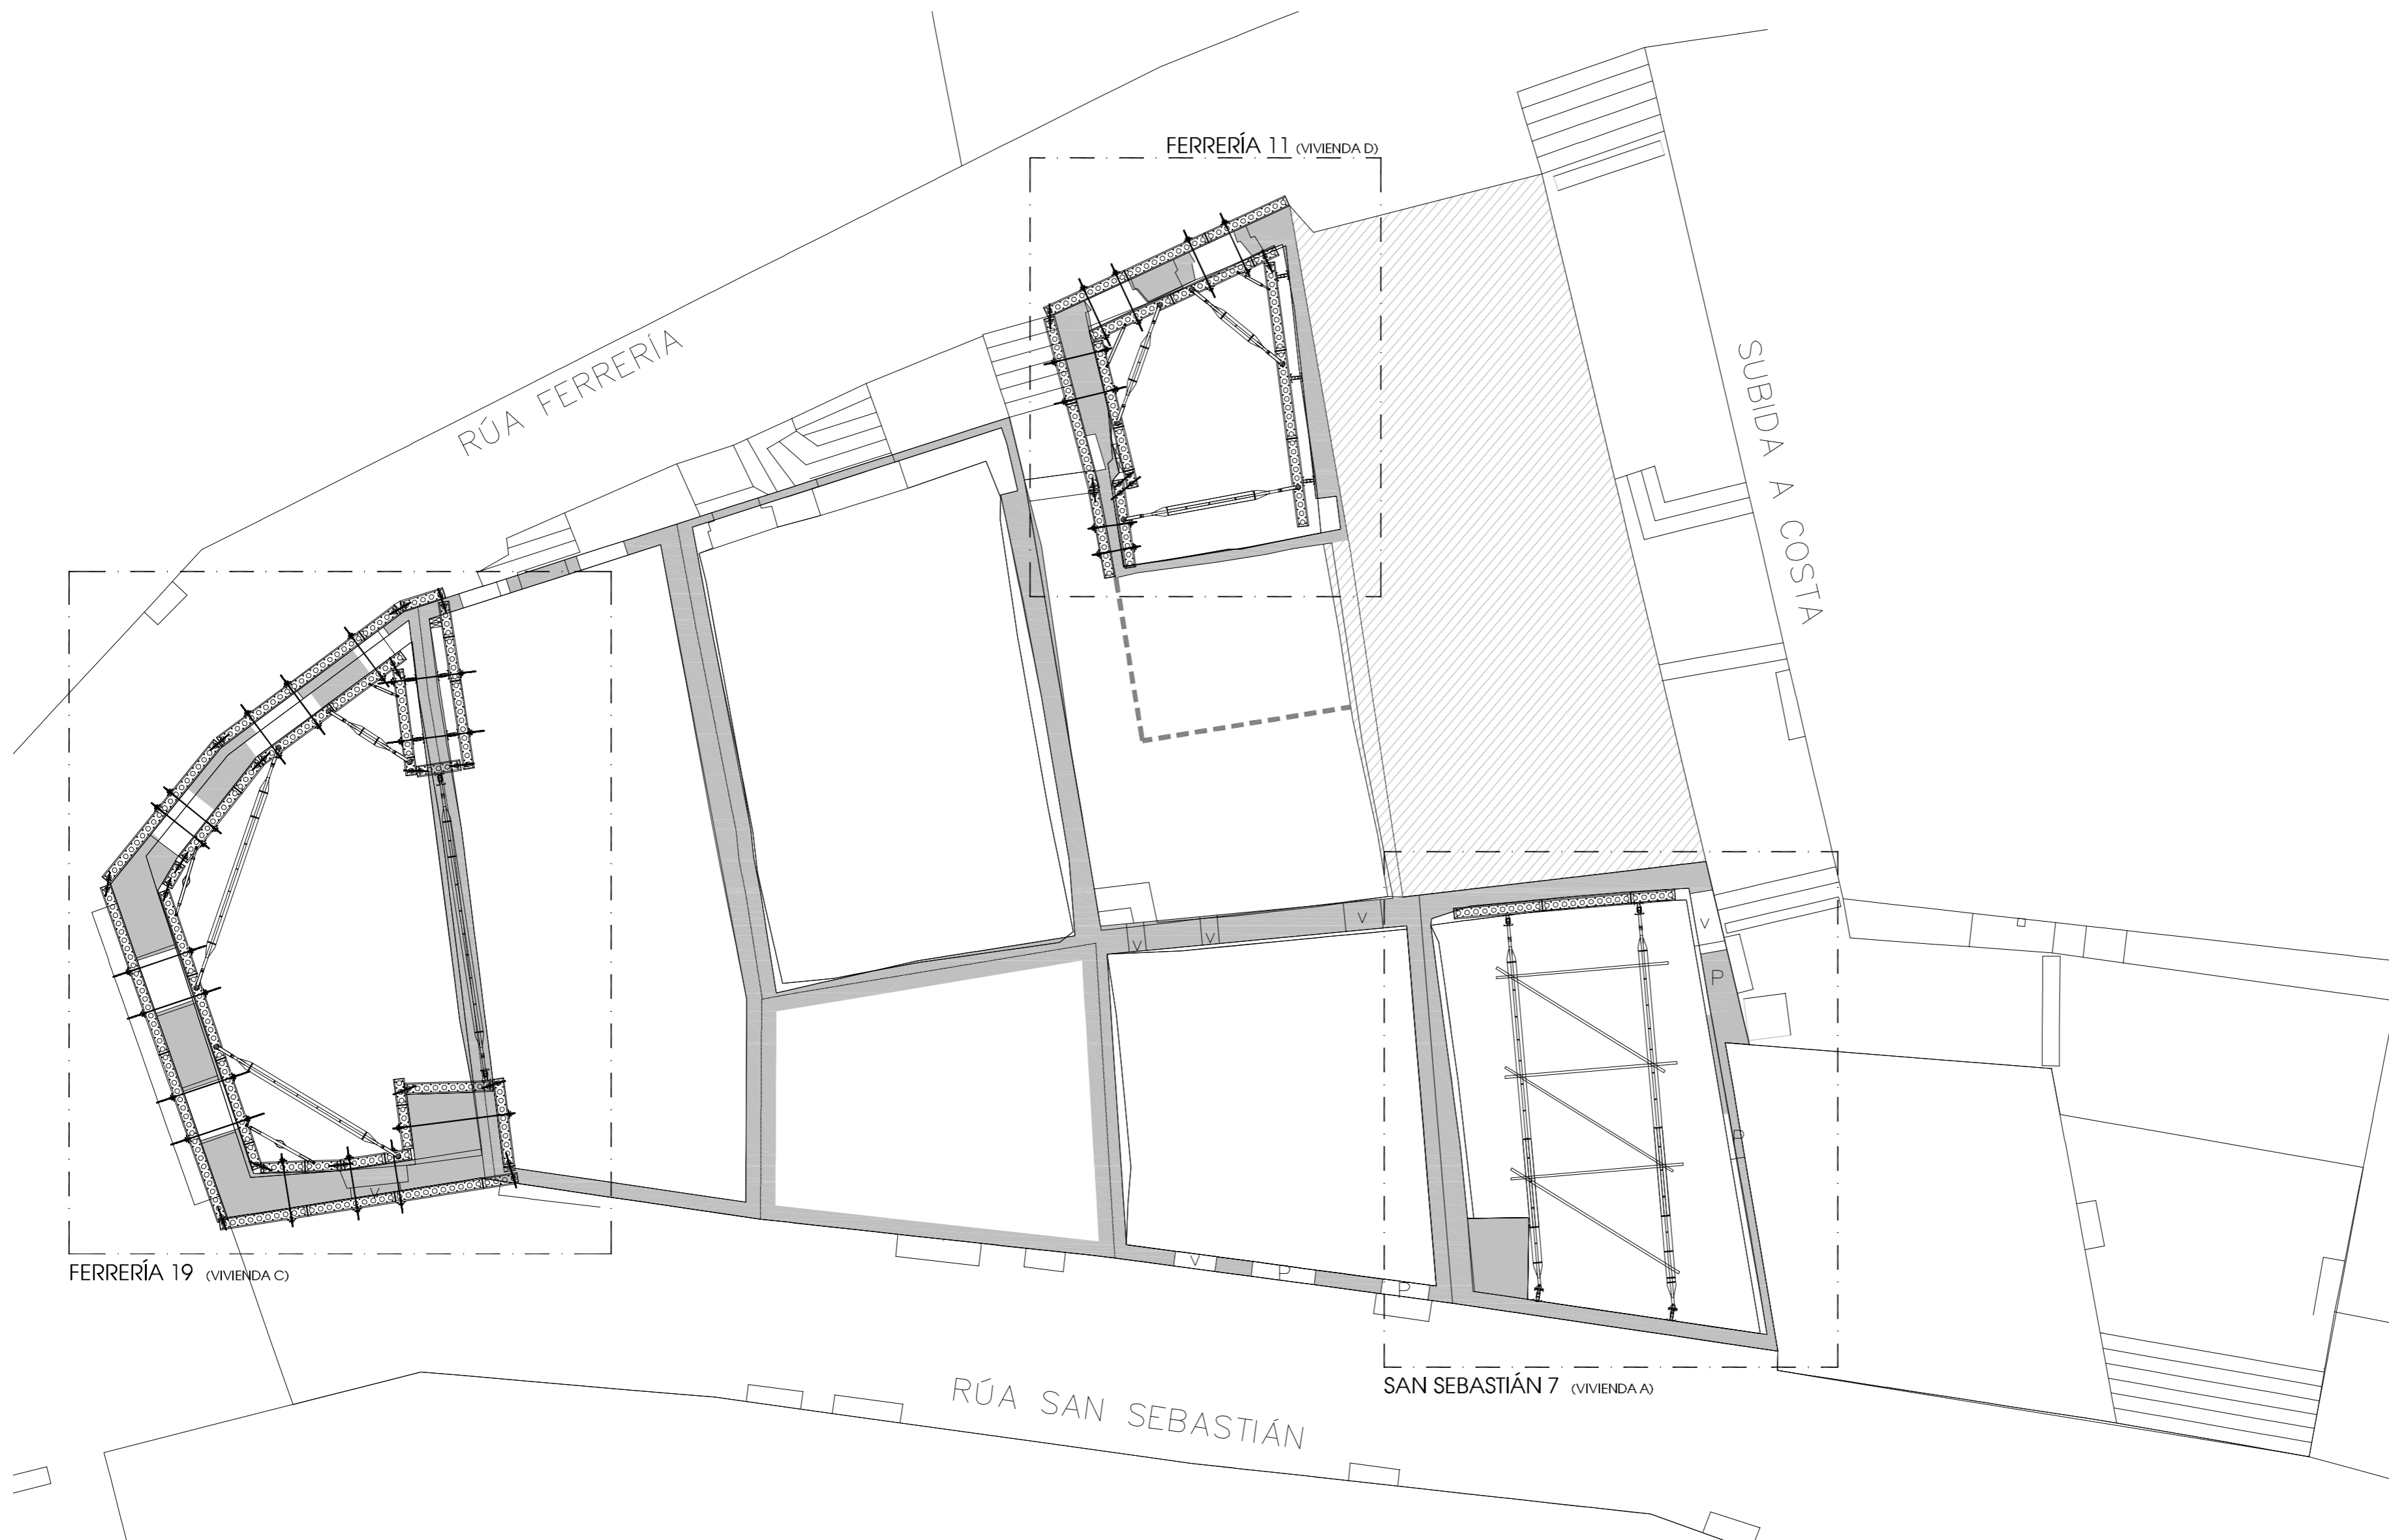 FERRERÍA 11 (VIVIENDA D)
RÚA FERRERÍA
SUBIDA A COSTA
V
V
V
V
P
P
V
V
P
P
FERRERÍA 19 (VIVIENDA C)
SAN SEBASTIÁN 7 (VIVIENDA A)
RÚA SAN SEBASTIÁN